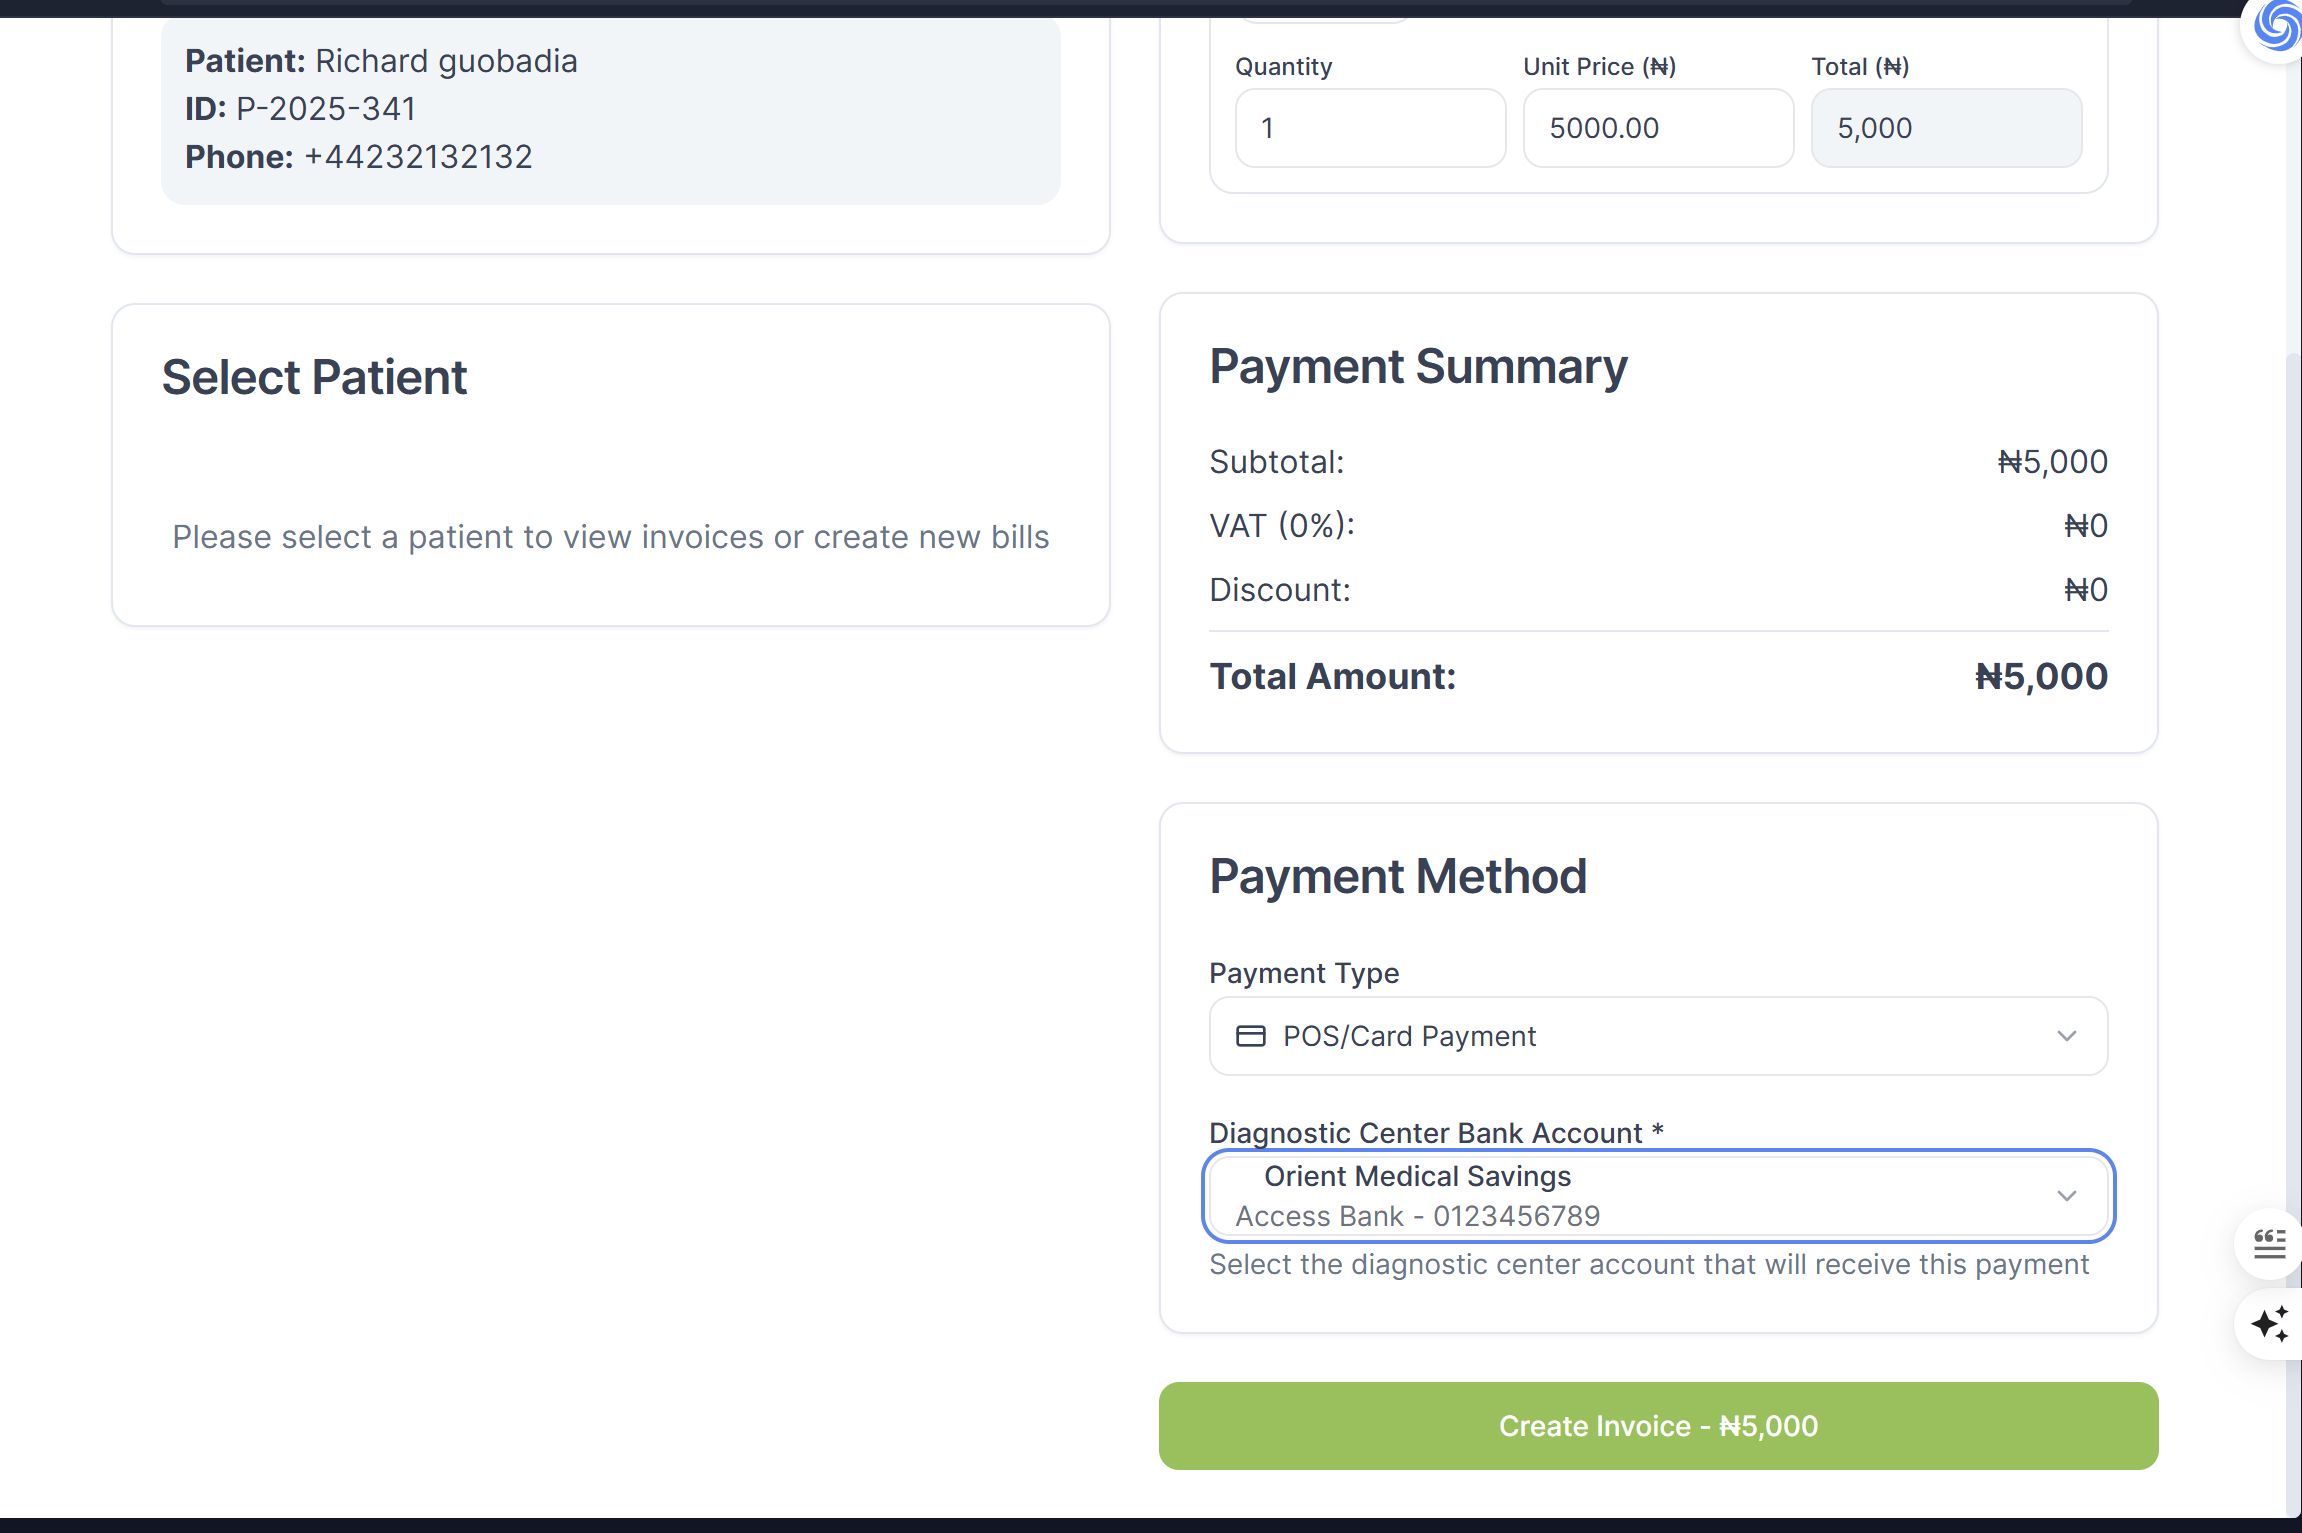 Patient: Richard guobadia
ID: P-2025-341
Phone: +44232132132
Select Patient
Please select a patient to view invoices or create new bills
Quantity
Unit Price (₦)
Total (₦)
1
5000.00
5,000
Payment Summary
Subtotal: ₦5,000
VAT (0%): ₦0
Discount: ₦0
Total Amount: ₦5,000
Payment Method
Payment Type
POS/Card Payment
Diagnostic Center Bank Account *
Orient Medical Savings
Access Bank - 0123456789
Select the diagnostic center account that will receive this payment
Create Invoice - ₦5,000